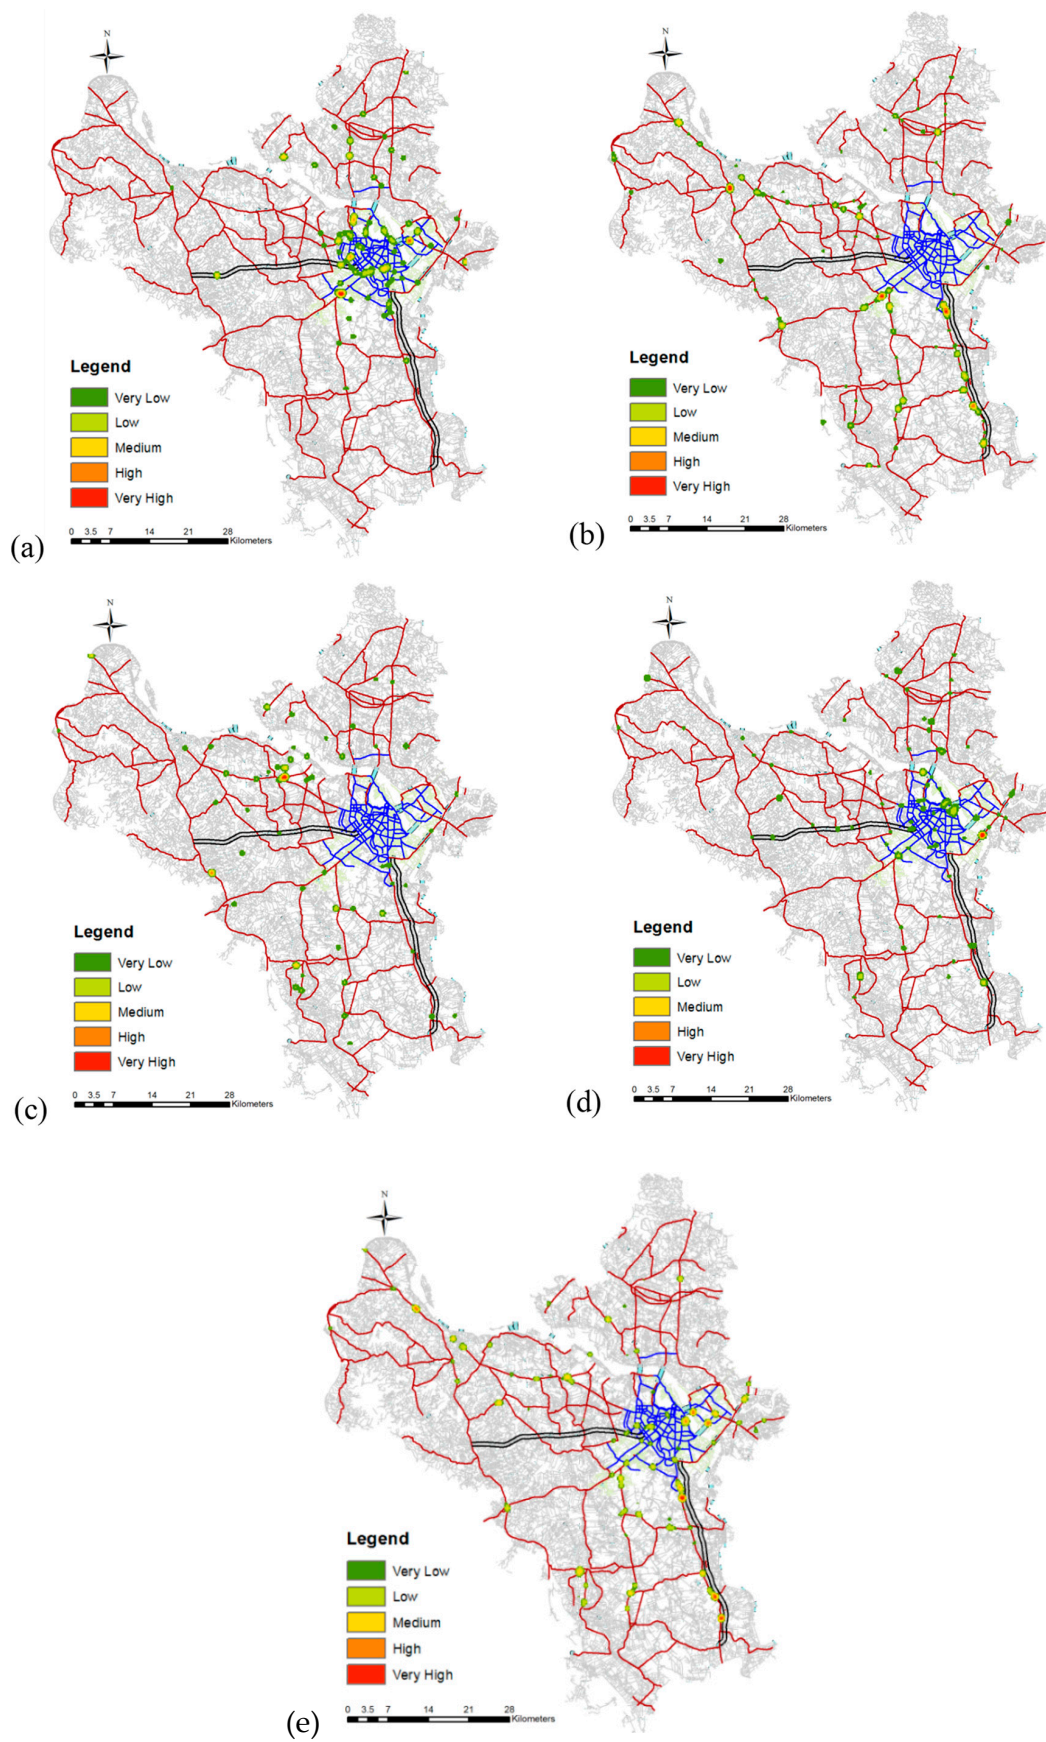 N
Legend
Very Low
Low
Medium
High
Very High
0 3.5 7 14 21 28
Kilometers
(a)
N
Legend
Very Low
Low
Medium
High
Very High
0 3.5 7 14 21 28
Kilometers
(b)
N
Legend
Very Low
Low
Medium
High
Very High
0 3.5 7 14 21 28
Kilometers
(c)
N
Legend
Very Low
Low
Medium
High
Very High
0 3.5 7 14 21 28
Kilometers
(d)
N
Legend
Very Low
Low
Medium
High
Very High
0 3.5 7 14 21 28
Kilometers
(e)